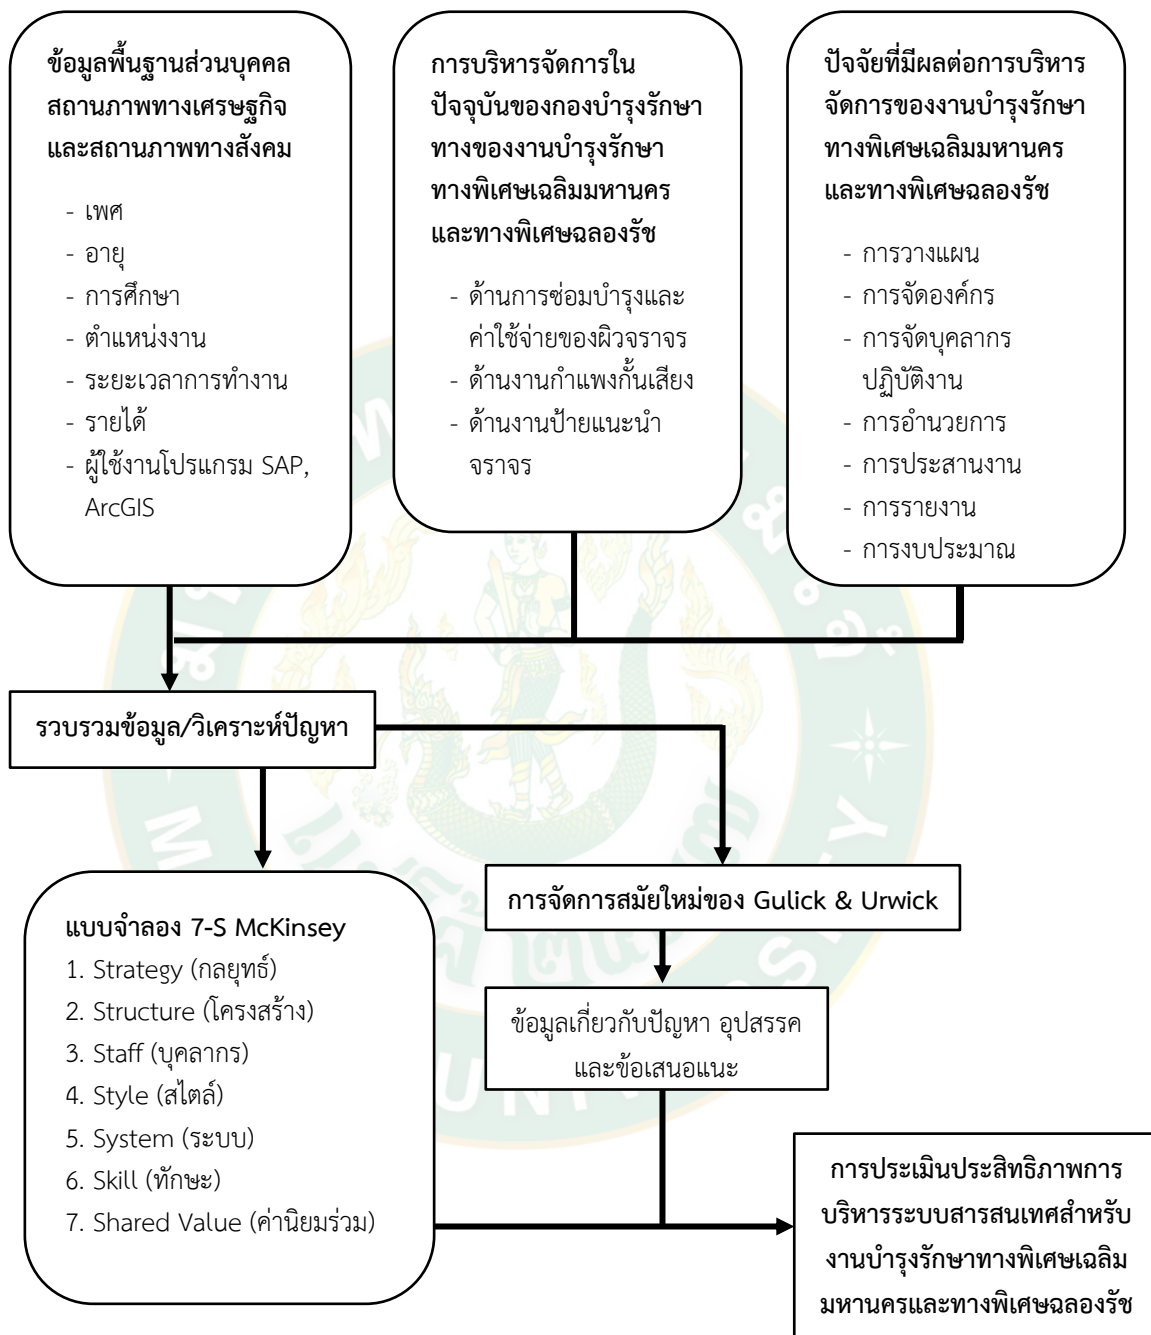 ข้อมูลพื้นฐานส่วนบุคคล
สถานภาพทางเศรษฐกิจ
และสถานภาพทางสังคม
- เพศ
- อายุ
- การศึกษา
- ตำแหน่งงาน
- ระยะเวลาการทำงาน
- รายได้
- ผู้ใช้งานโปรแกรม SAP,
ArcGIS
การบริหารจัดการใน
ปัจจุบันของกองบำรุงรักษา
ทางของงานบำรุงรักษา
ทางพิเศษเฉลิมมหานคร
และทางพิเศษฉลองรัช
- ด้านการซ่อมบำรุงและ
ค่าใช้จ่ายของผิวจราจร
- ด้านงานกำแพงกั้นเสียง
- ด้านงานป้ายแนะนำ
จราจร
ปัจจัยที่มีผลต่อการบริหาร
จัดการของงานบำรุงรักษา
ทางพิเศษเฉลิมมหานคร
และทางพิเศษฉลองรัช
- การวางแผน
- การจัดองค์กร
- การจัดบุคลากร
ปฏิบัติงาน
- การอำนวยการ
- การประสานงาน
- การรายงาน
- การงบประมาณ
รวบรวมข้อมูล/วิเคราะห์ปัญหา
แบบจำลอง 7-S McKinsey
1. Strategy (กลยุทธ์)
2. Structure (โครงสร้าง)
3. Staff (บุคลากร)
4. Style (สไตล์)
5. System (ระบบ)
6. Skill (ทักษะ)
7. Shared Value (ค่านิยมร่วม)
การจัดการสมัยใหม่ของ Gulick & Urwick
ข้อมูลเกี่ยวกับปัญหา อุปสรรค
และข้อเสนอแนะ
การประเมินประสิทธิภาพการ
บริหารระบบสารสนเทศสำหรับ
งานบำรุงรักษาทางพิเศษเฉลิม
มหานครและทางพิเศษฉลองรัช